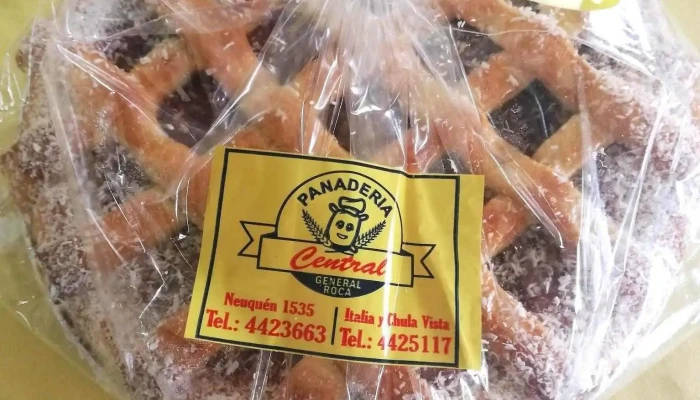 PANADERIA
Central
GENERAL
ROCA
Neuquén 1535
Tel.: 4423663
Italia y Chula Vista
Tel.: 4425117